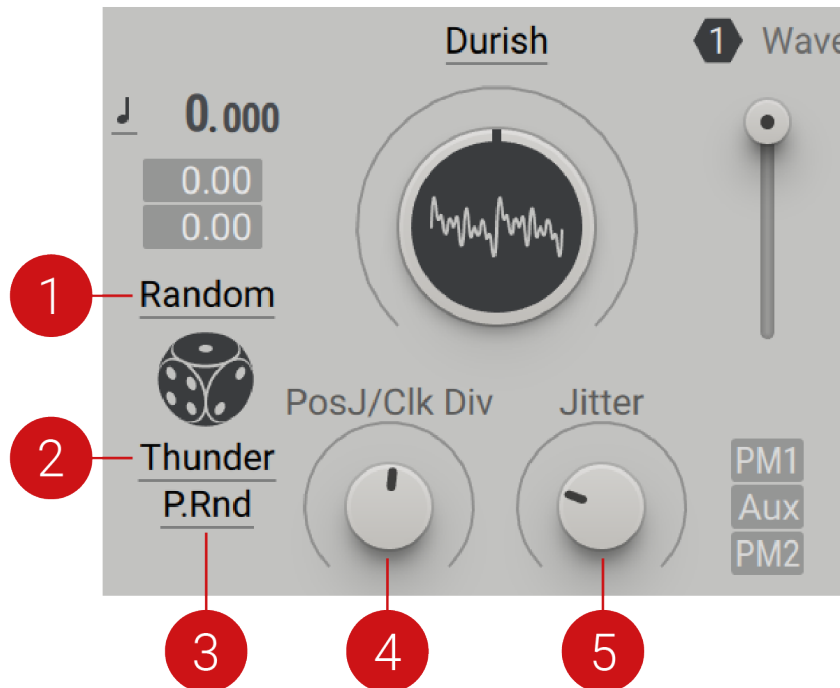 Durish
1 Wave
0.000
0.00
0.00
1 Random
PosJ/Clk Div Jitter
2 Thunder
P.Rnd
PM1
Aux
PM2
3 4 5